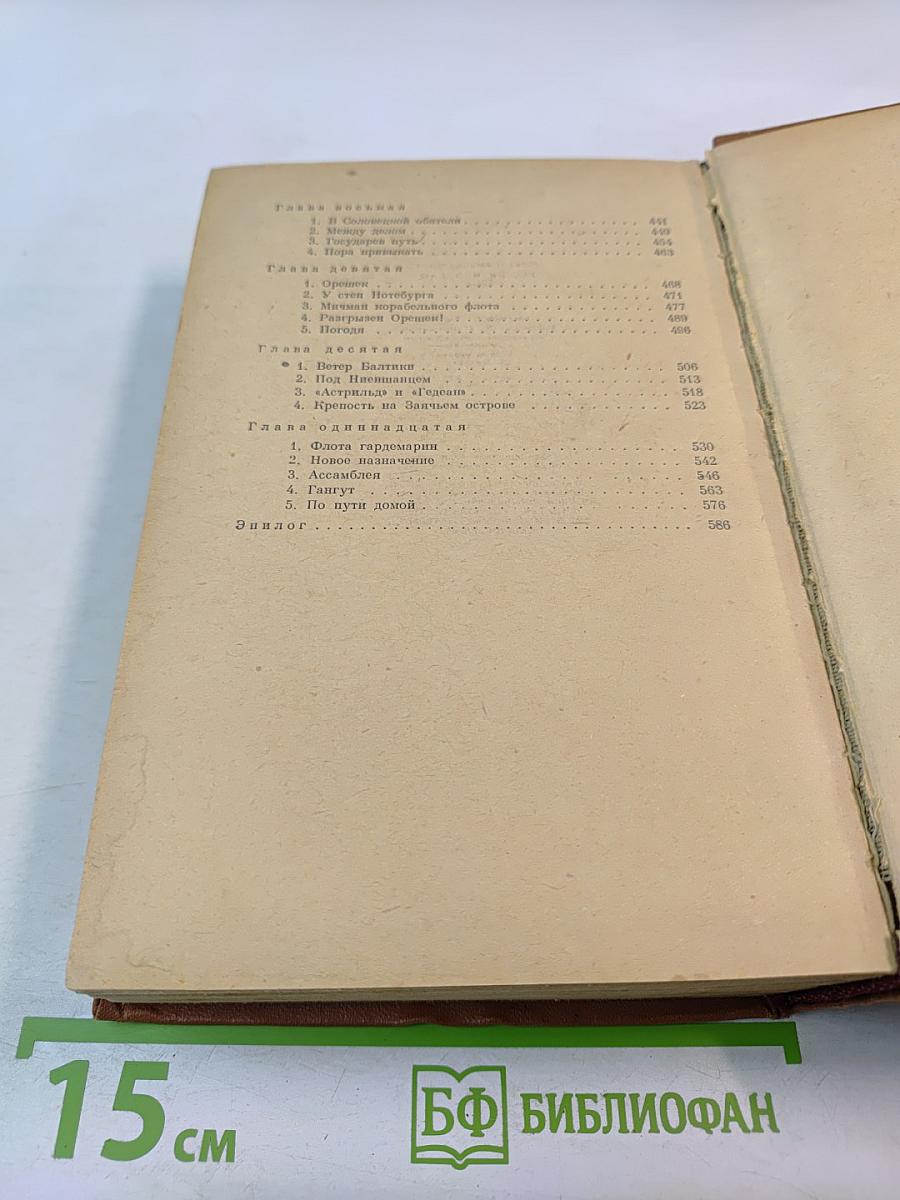 Глава восьмая
1. В Соловецкой обители . . . . . . . . . . . . . . . . . . 441
2. Между делом . . . . . . . . . . . . . . . . . . . . . . 449
3. Государев путь . . . . . . . . . . . . . . . . . . . . . 454
4. Пора привыкать . . . . . . . . . . . . . . . . . . . . . 463
Глава девятая
1. Орешек . . . . . . . . . . . . . . . . . . . . . . . . . 468
2. У стен Нотебурга . . . . . . . . . . . . . . . . . . . . 471
3. Мичман корабельного флота . . . . . . . . . . . . . . 477
4. Разгрызен Орешек! . . . . . . . . . . . . . . . . . . . 489
5. Погодя . . . . . . . . . . . . . . . . . . . . . . . . . 496
Глава десятая
1. Ветер Балтики . . . . . . . . . . . . . . . . . . . . . 506
2. Под Ниеншанцем . . . . . . . . . . . . . . . . . . . . 513
3. «Астрильд» и «Гедеан» . . . . . . . . . . . . . . . . . 518
4. Крепость на Заячьем острове . . . . . . . . . . . . . 523
Глава одиннадцатая
1. Флота гардемарин . . . . . . . . . . . . . . . . . . . 530
2. Новое назначение . . . . . . . . . . . . . . . . . . . 542
3. Ассамблея . . . . . . . . . . . . . . . . . . . . . . . 546
4. Гангут . . . . . . . . . . . . . . . . . . . . . . . . . 563
5. По пути домой . . . . . . . . . . . . . . . . . . . . . 576
Эпилог . . . . . . . . . . . . . . . . . . . . . . . . . . . 586
15 см
БФ БИБЛИОФАН